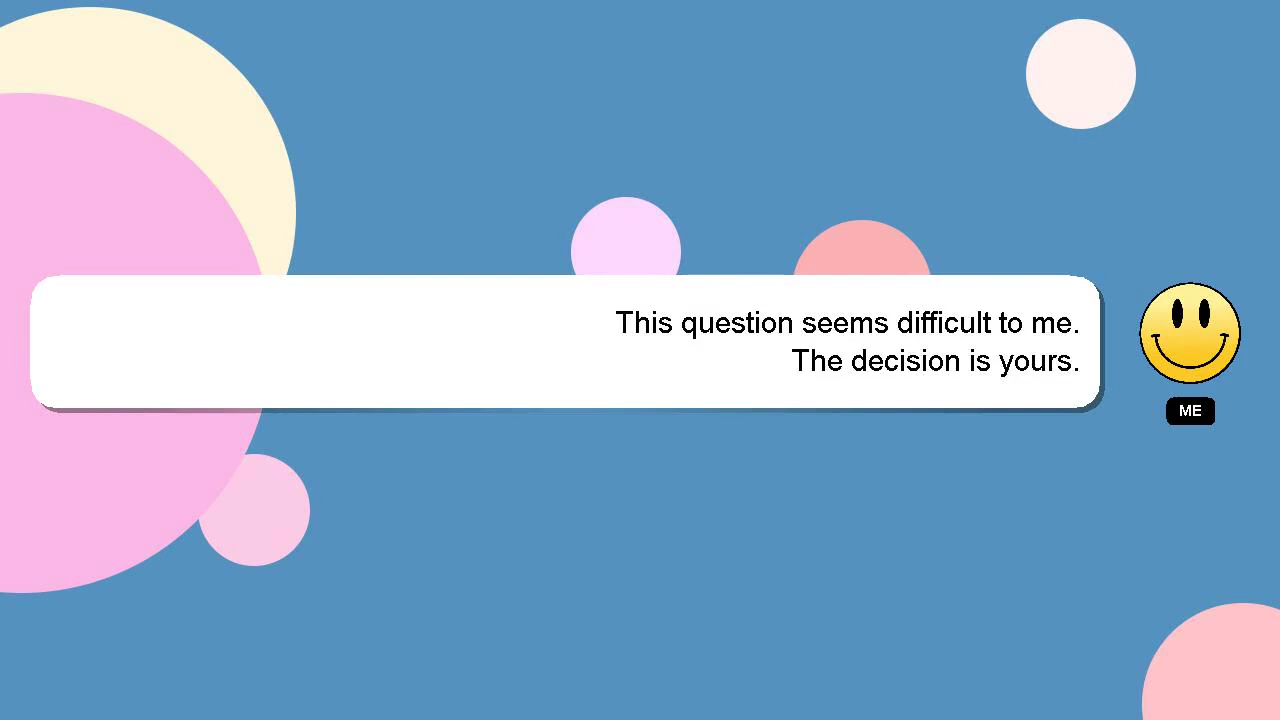 This question seems difficult to me.
The decision is yours.
ME